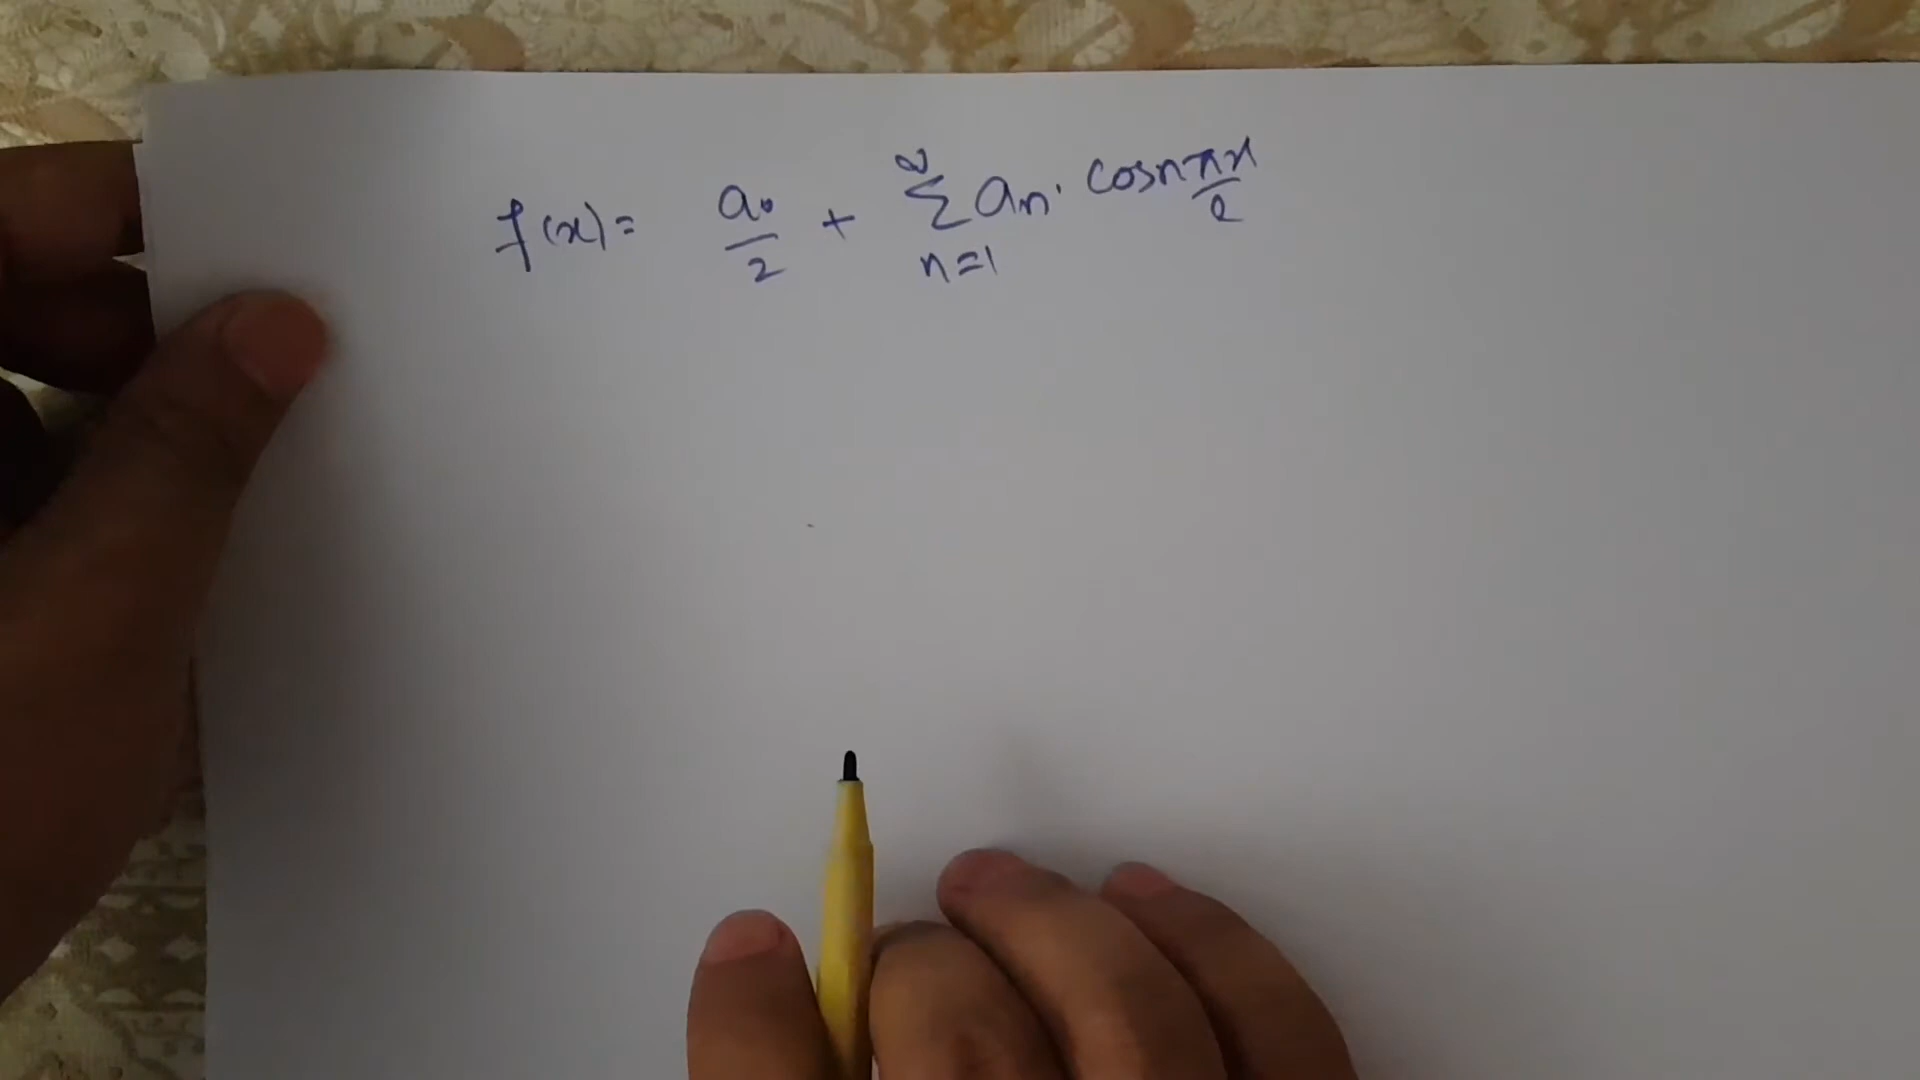 f(x) = a₀/2 + ∞∑n=1 aₙ · cos nπx/l